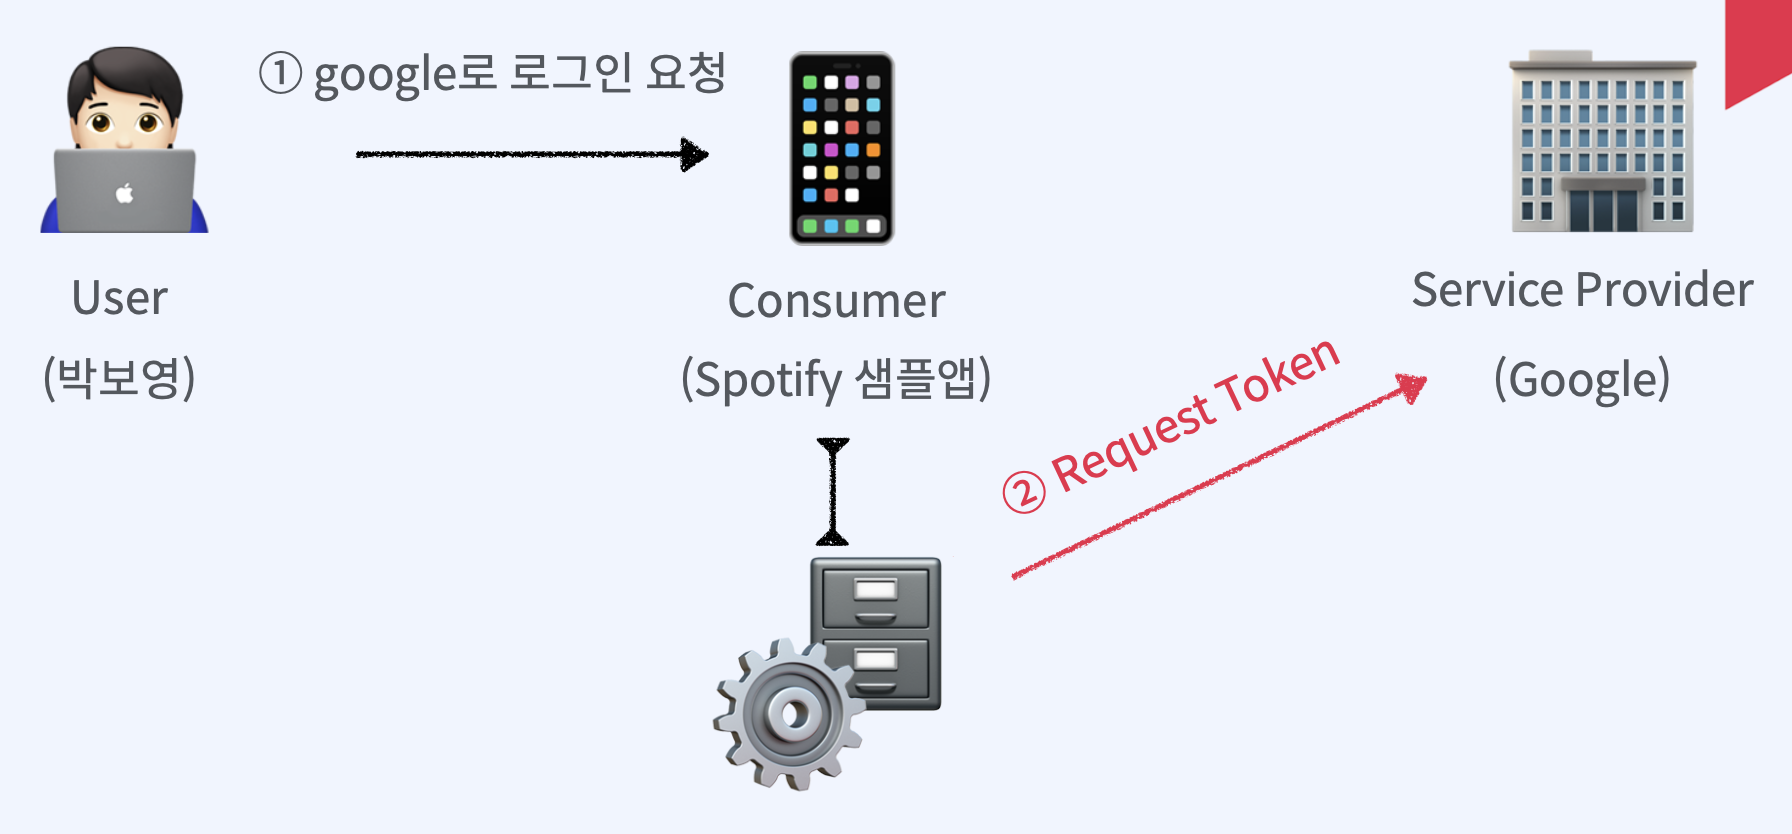 ① google로 로그인 요청
User
(박보영)
Consumer
(Spotify 샘플앱)
Service Provider
(Google)
② Request Token